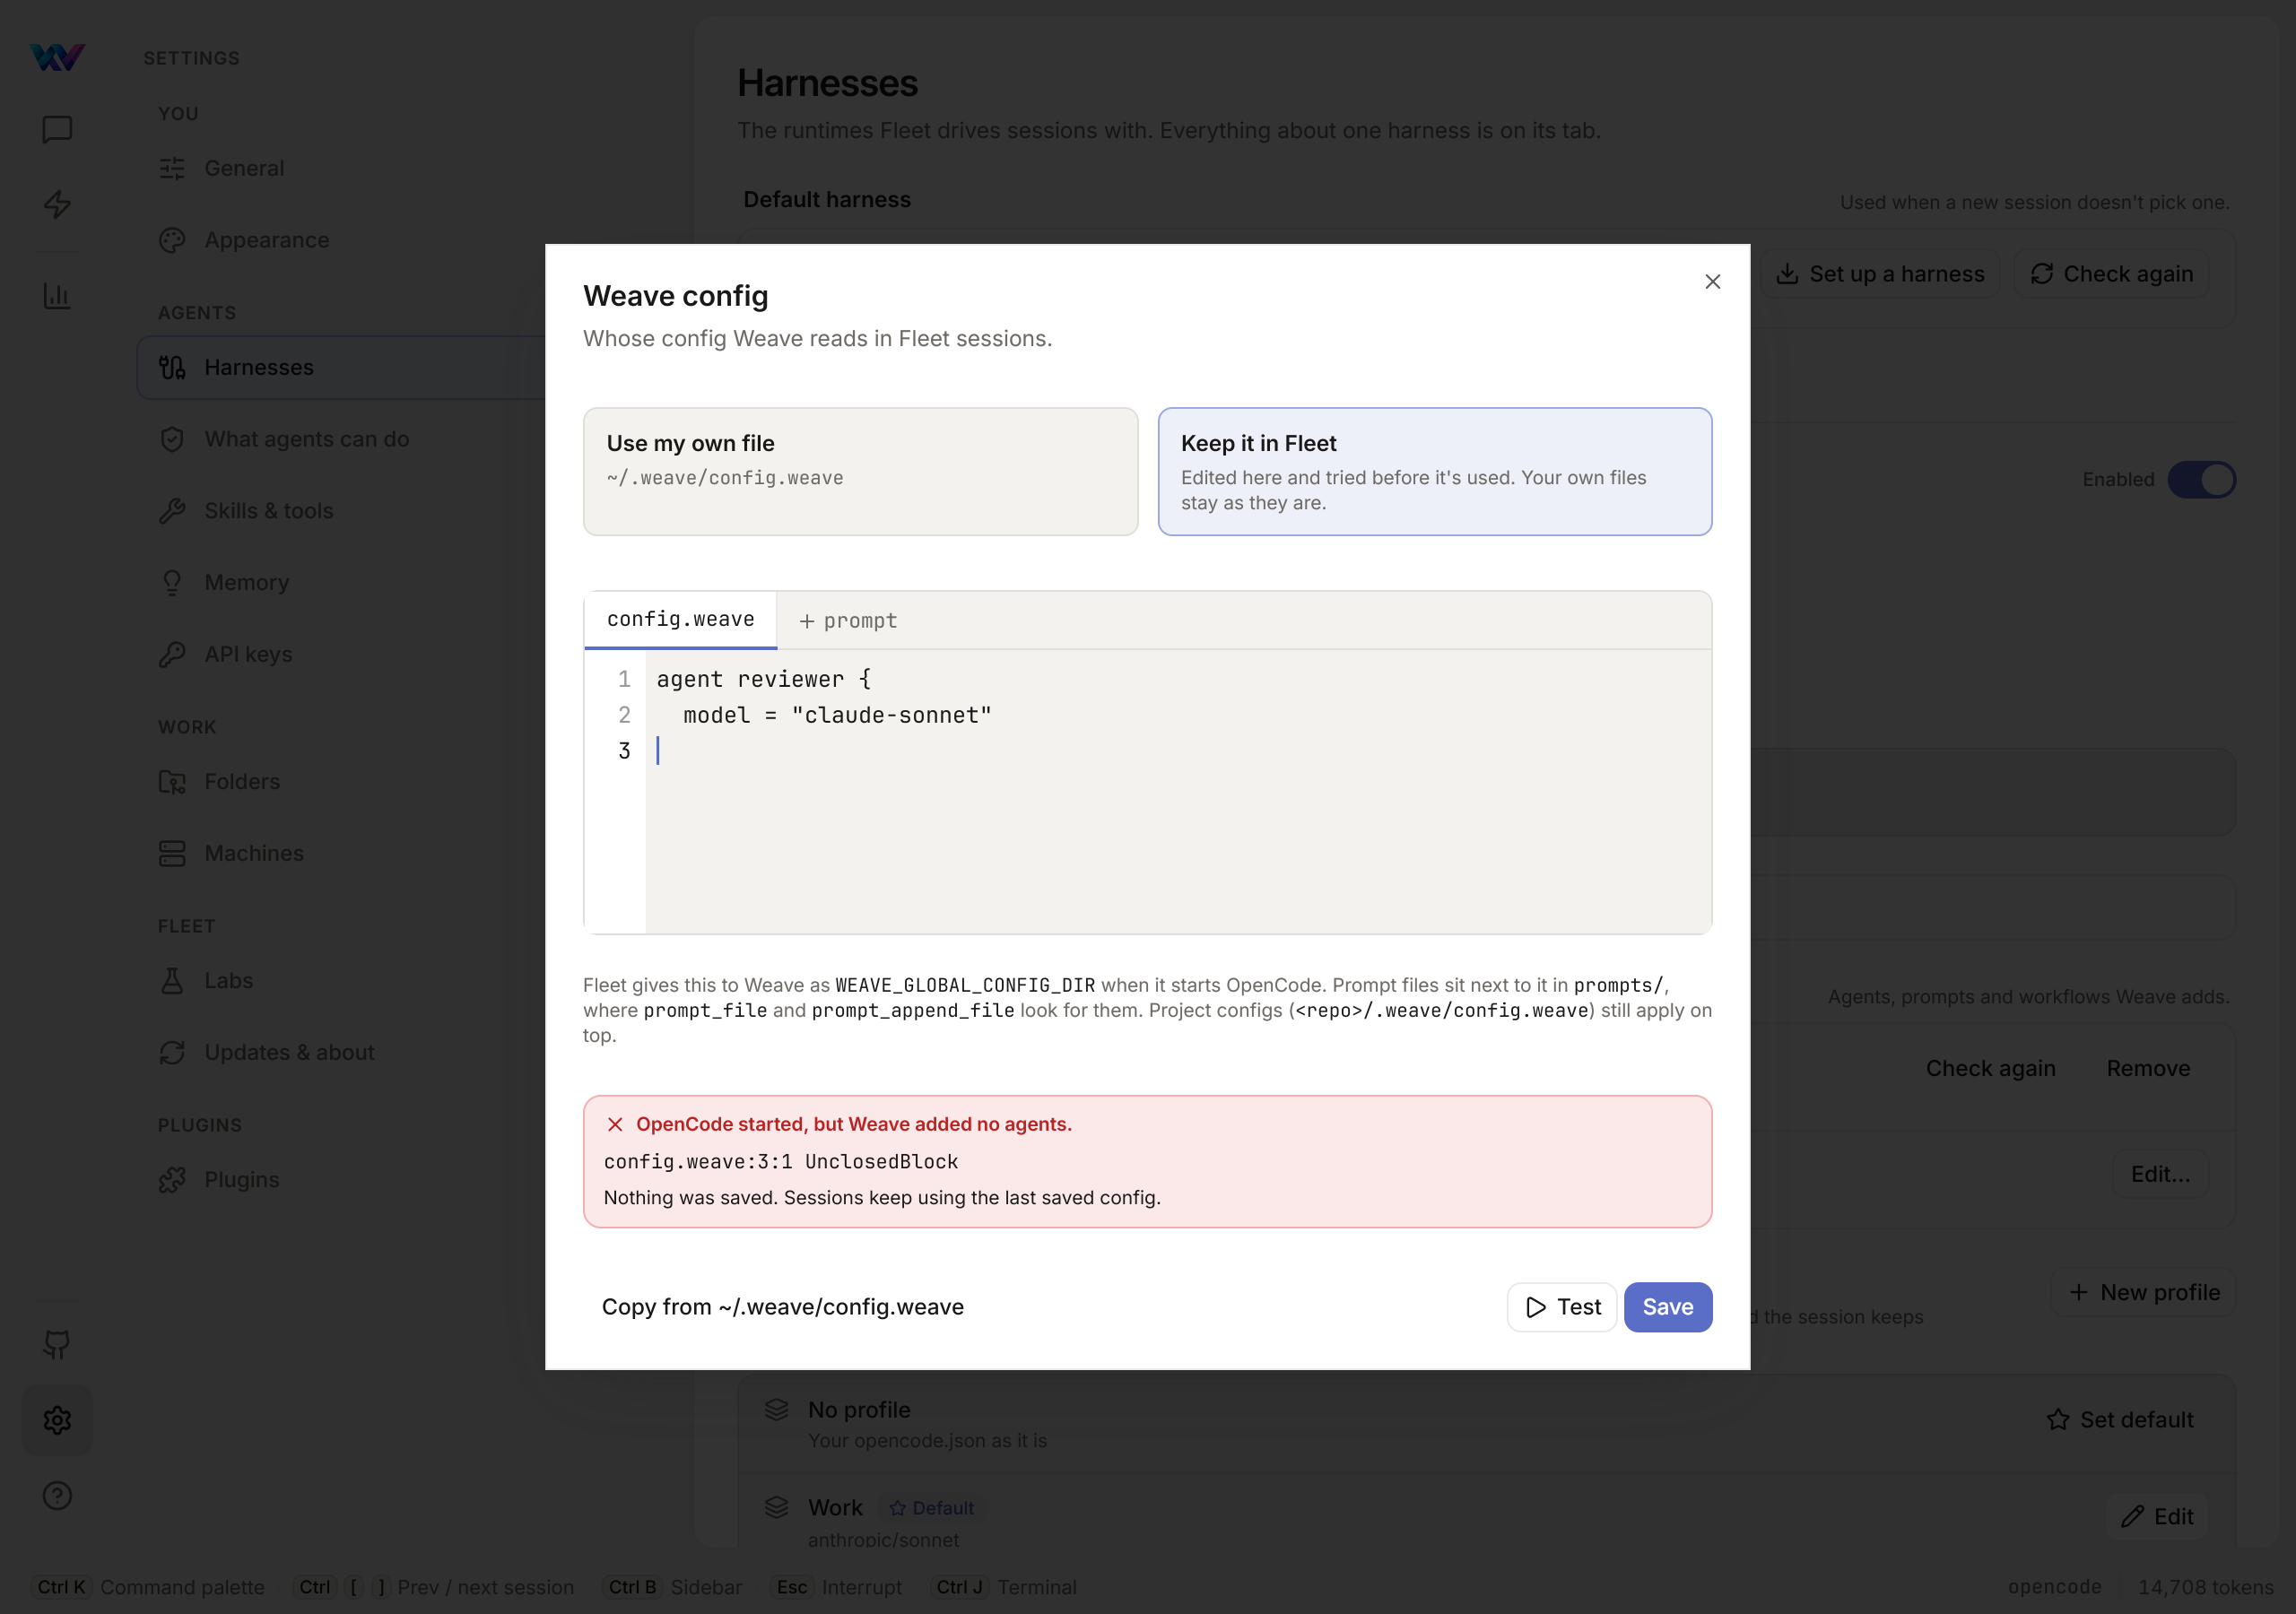 SETTINGS
YOU
General
Appearance
AGENTS
Harnesses
What agents can do
Skills & tools
Memory
API keys
WORK
Folders
Machines
FLEET
Labs
Updates & about
PLUGINS
Plugins
Harnesses
The runtimes Fleet drives sessions with. Everything about one harness is on its tab.
Default harness
Used when a new session doesn't pick one.
Set up a harness
Check again
Enabled
Weave config
Whose config Weave reads in Fleet sessions.
Use my own file
~/.weave/config.weave
Keep it in Fleet
Edited here and tried before it's used. Your own files
stay as they are.
config.weave
+ prompt
1 agent reviewer {
2   model = "claude-sonnet"
3
Fleet gives this to Weave as WEAVE_GLOBAL_CONFIG_DIR when it starts OpenCode. Prompt files sit next to it in prompts/,
where prompt_file and prompt_append_file look for them. Project configs (<repo>/.weave/config.weave) still apply on
top.
OpenCode started, but Weave added no agents.
config.weave:3:1 UnclosedBlock
Nothing was saved. Sessions keep using the last saved config.
Copy from ~/.weave/config.weave
Test
Save
Agents, prompts and workflows Weave adds.
Check again
Remove
Edit...
+ New profile
d the session keeps
No profile
Your opencode.json as it is
Set default
Work
Default
anthropic/sonnet
Edit
Ctrl K Command palette
Ctrl [ ] Prev / next session
Ctrl B Sidebar
Esc Interrupt
Ctrl J Terminal
opencode
14,708 tokens